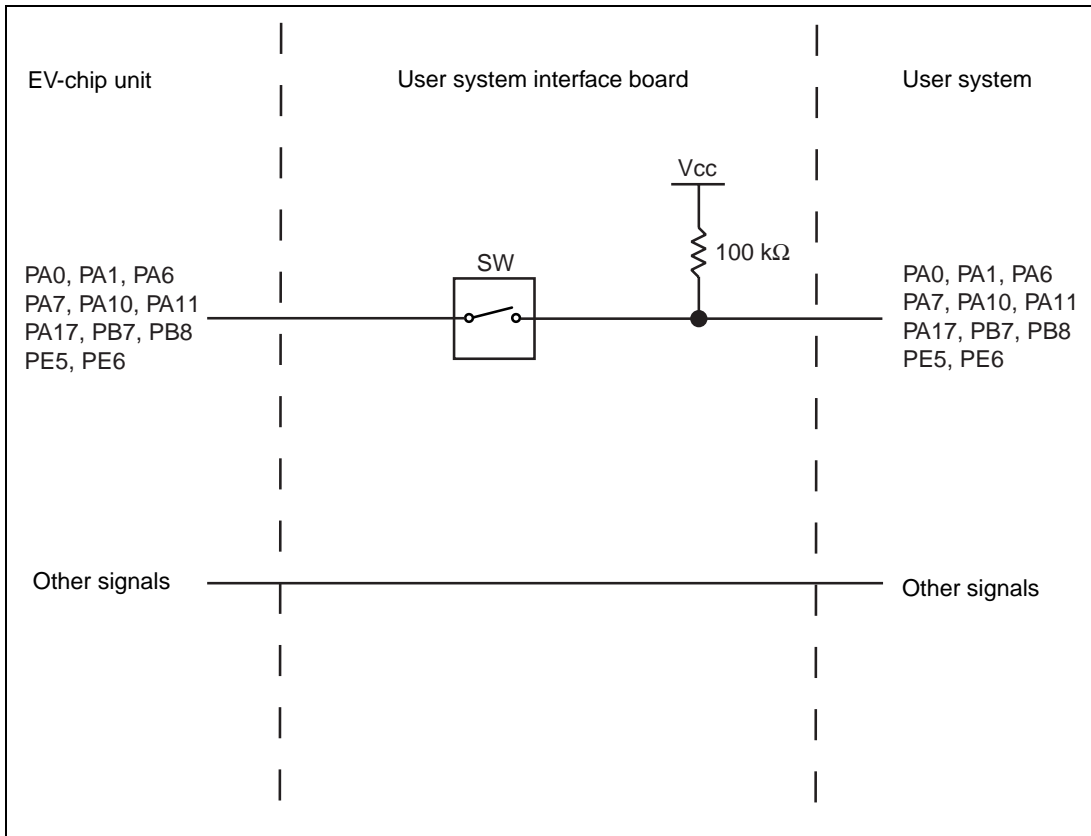 EV-chip unit
User system interface board
User system
Vcc
100 kΩ
SW
PA0, PA1, PA6
PA7, PA10, PA11
PA17, PB7, PB8
PE5, PE6
PA0, PA1, PA6
PA7, PA10, PA11
PA17, PB7, PB8
PE5, PE6
Other signals
Other signals